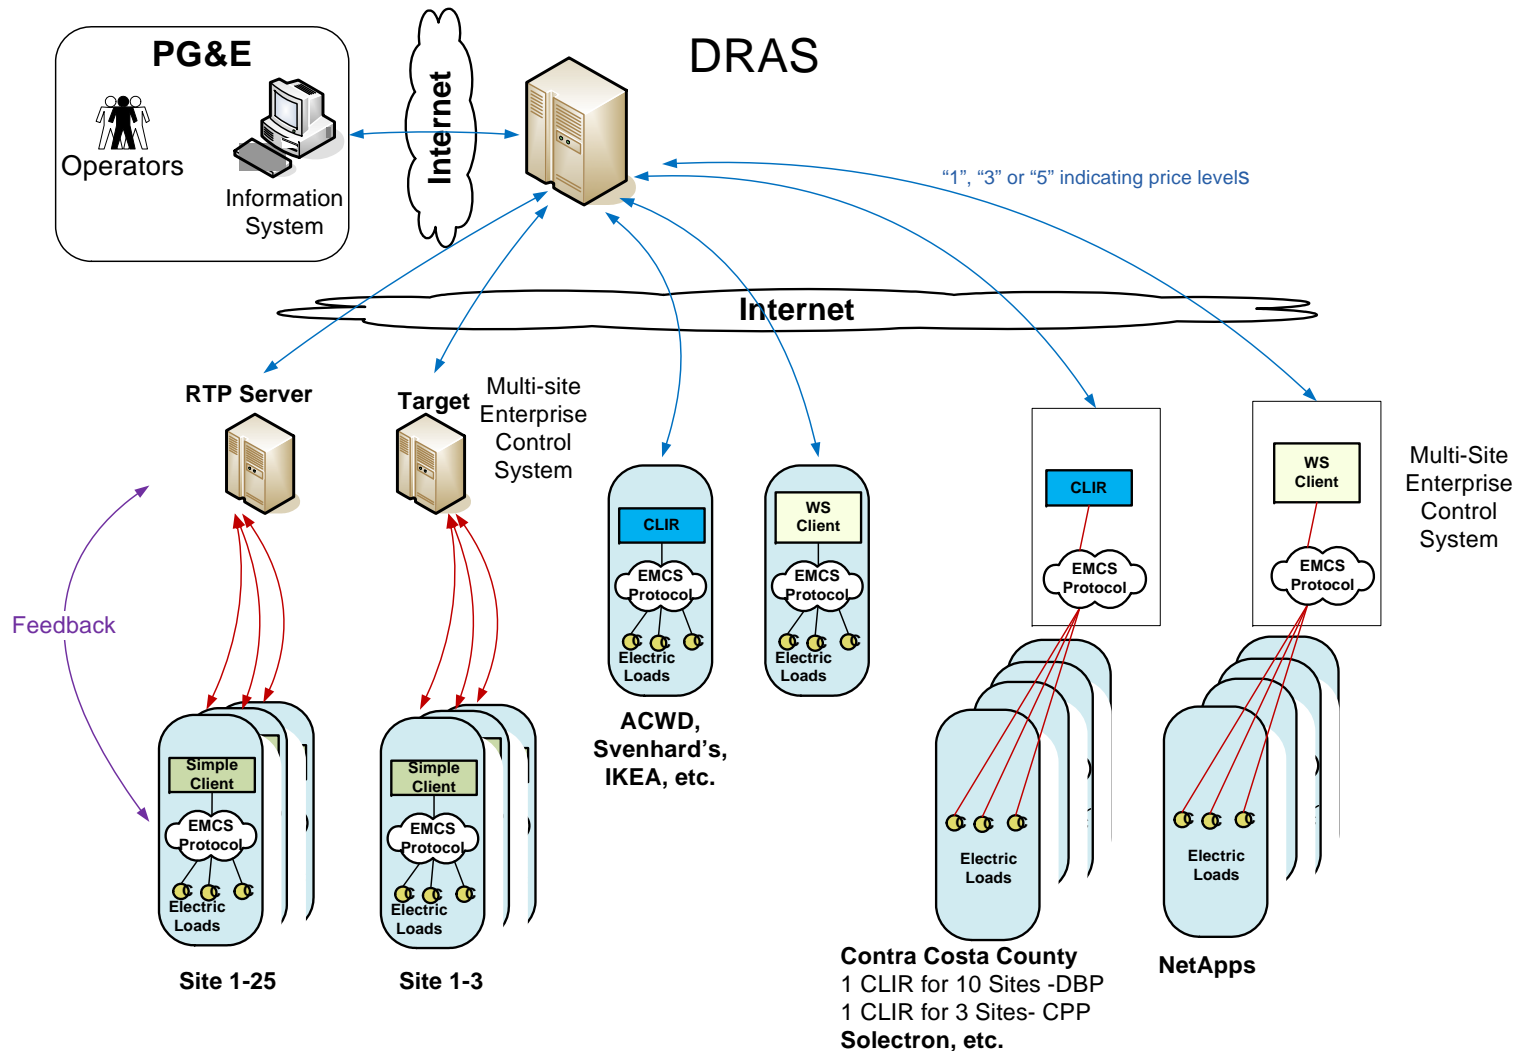 PG&E
Operators
Information
System
Internet
DRAS
“1”, “3” or “5” indicating price levels
Internet
RTP Server
Target
Multi-site
Enterprise
Control
System
CLIR
EMCS
Protocol
Electric
Loads
ACWD,
Svenhard’s,
IKEA, etc.
WS
Client
EMCS
Protocol
Electric
Loads
CLIR
EMCS
Protocol
WS
Client
EMCS
Protocol
Multi-Site
Enterprise
Control
System
Feedback
Simple
Client
EMCS
Protocol
Electric
Loads
Site 1-25
Simple
Client
EMCS
Protocol
Electric
Loads
Site 1-3
Electric
Loads
Contra Costa County
1 CLIR for 10 Sites -DBP
1 CLIR for 3 Sites- CPP
Solectron, etc.
Electric
Loads
NetApps